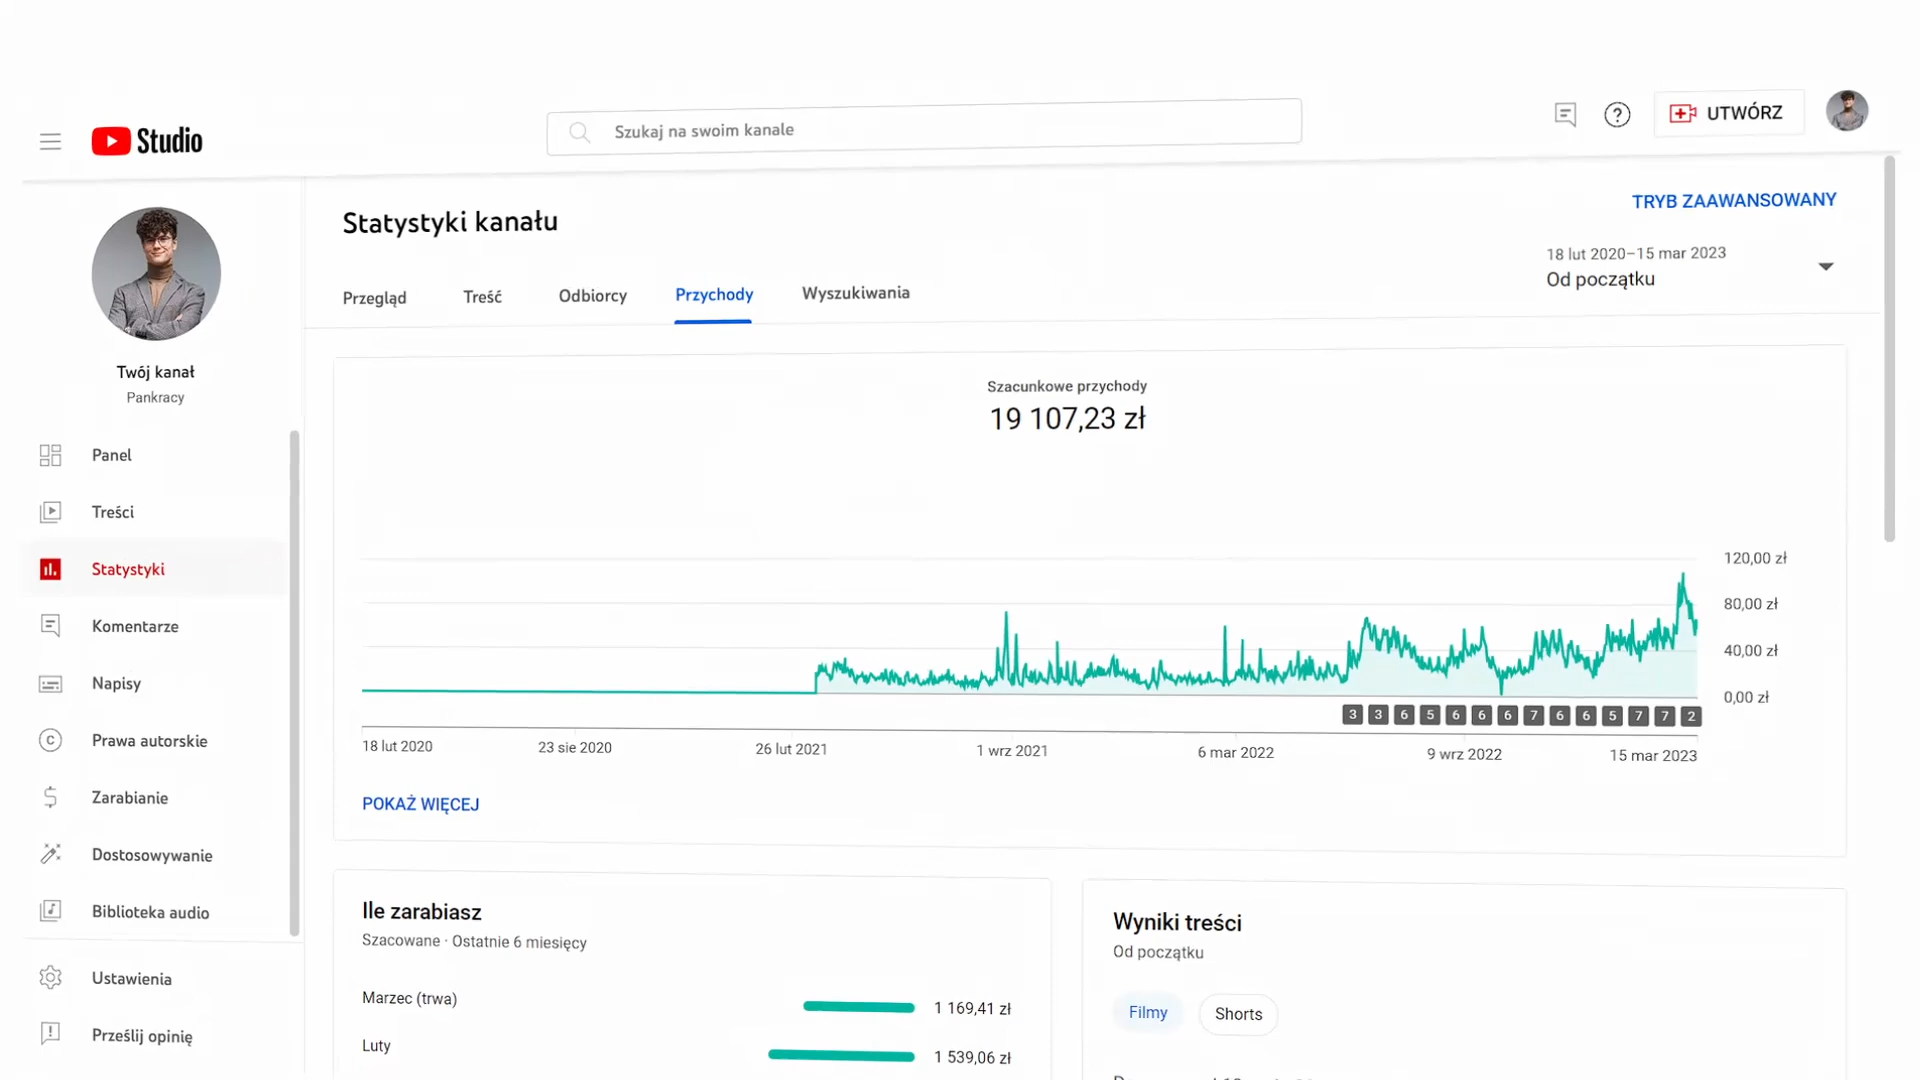 Studio
Szukaj na swoim kanale
UTWÓRZ
Twój kanał
Pankracy
Panel
Treści
Statystyki
Komentarze
Napisy
Prawa autorskie
Zarabianie
Dostosowywanie
Biblioteka audio
Ustawienia
Prześlij opinię
Statystyki kanału
TRYB ZAAWANSOWANY
18 lut 2020–15 mar 2023
Od początku
Przegląd Treść Odbiorcy Przychody Wyszukiwania
Szacunkowe przychody
19 107,23 zł
120,00 zł
80,00 zł
40,00 zł
0,00 zł
3 3 6 5 6 6 6 7 6 6 5 7 7 2
18 lut 2020 23 sie 2020 26 lut 2021 1 wrz 2021 6 mar 2022 9 wrz 2022 15 mar 2023
POKAŻ WIĘCEJ
Ile zarabiasz
Szacowane · Ostatnie 6 miesięcy
Marzec (trwa) 1 169,41 zł
Luty 1 539,06 zł
Wyniki treści
Od początku
Filmy Shorts